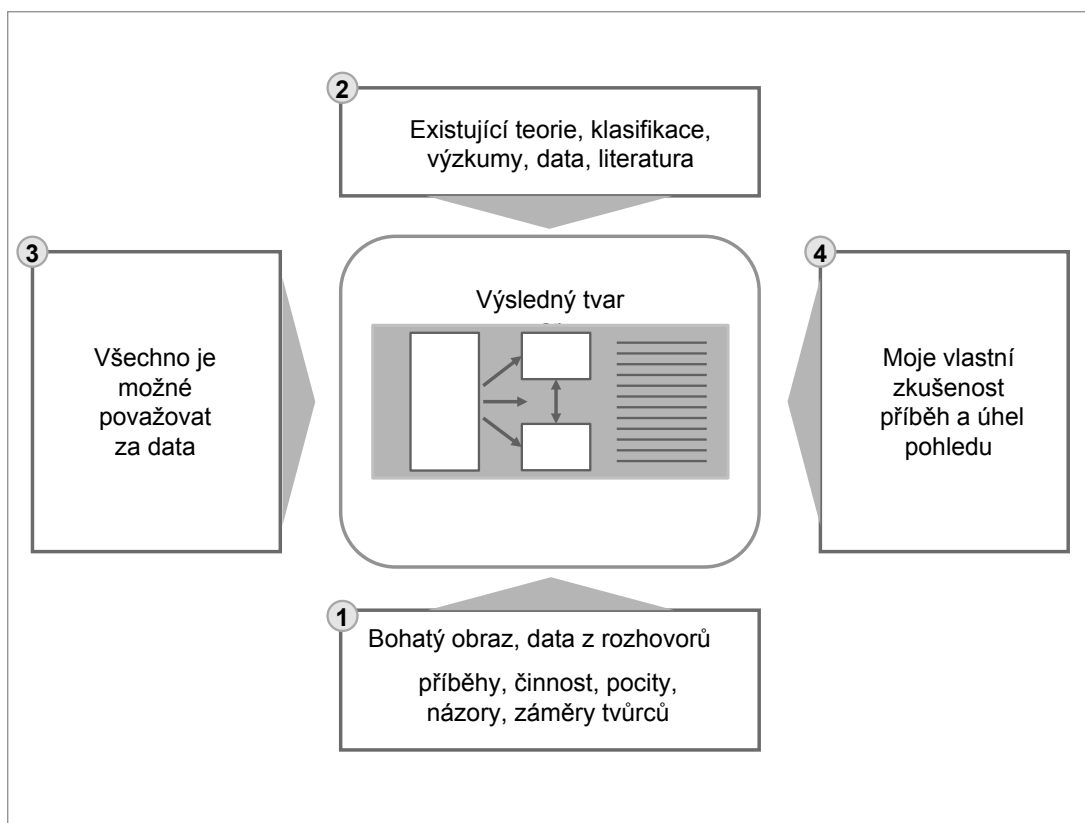 2
Existující teorie, klasifikace,
výzkumy, data, literatura
3
Všechno je
možné
považovat
za data
Výsledný tvar
4
Moje vlastní
zkušenost
příběh a úhel
pohledu
1
Bohatý obraz, data z rozhovorů
příběhy, činnost, pocity,
názory, záměry tvůrců